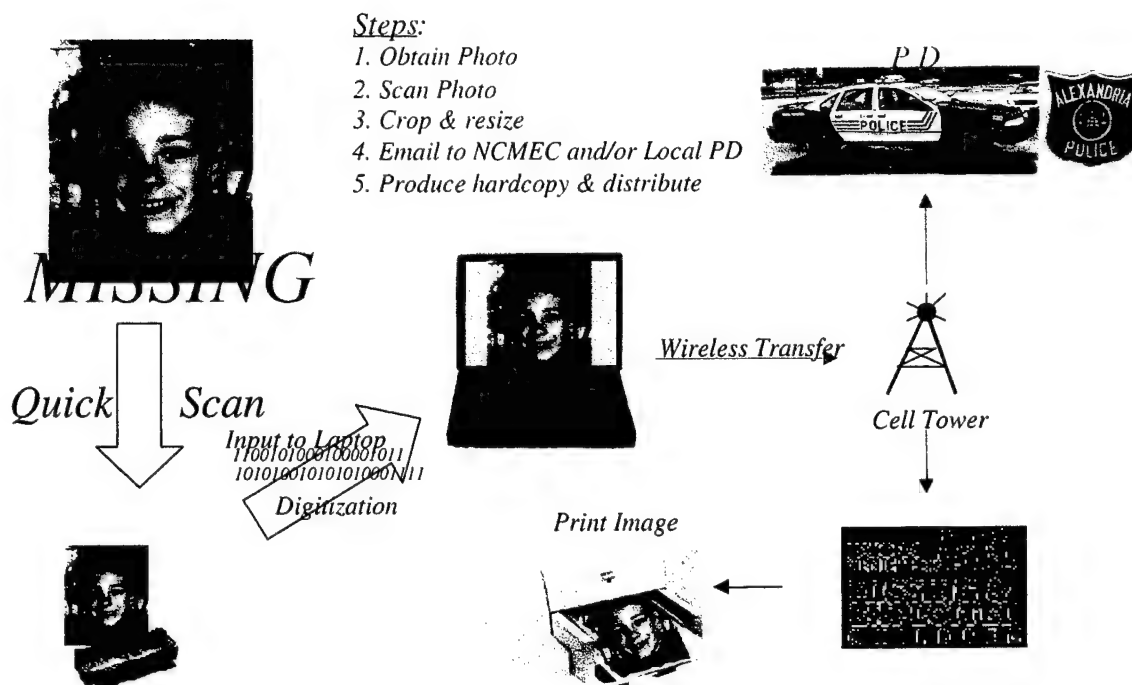 Steps:
1. Obtain Photo
2. Scan Photo
3. Crop & resize
4. Email to NCMEC and/or Local PD
5. Produce hardcopy & distribute
PD
POLICE
ALEXANDRIA
POLICE
MISSING
Quick Scan
Input to Laptop
Digitization
Wireless Transfer
Cell Tower
Print Image